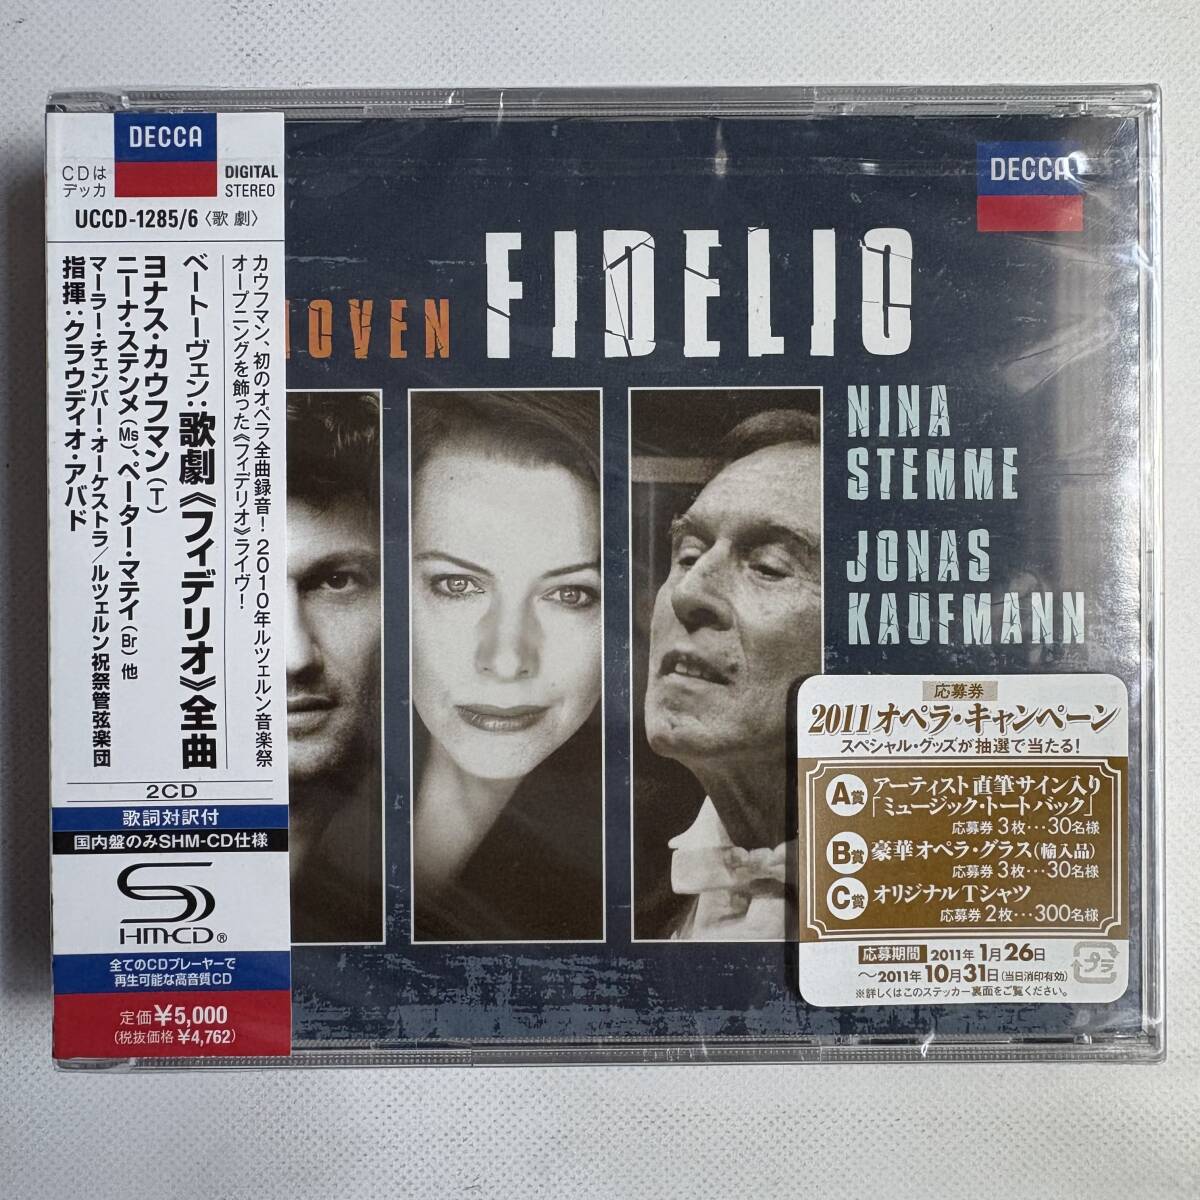 DECCA
CDは
デッカ
DIGITAL
STEREO
UCCD-1285/6〈歌劇〉
カウフマン、初のオペラ全曲録音！2010年ルツェルン音楽祭
オープニングを飾った《フィデリオ》ライヴ！
ベートーヴェン：歌劇《フィデリオ》全曲
ヨナス・カウフマン(T)
ニーナ・ステンメ(Ms)、ペーター・マテイ(Br) 他
マーラー・チェンバー・オーケストラ／ルツェルン祝祭管弦楽団
指揮：クラウディオ・アバド
2CD
歌詞対訳付
国内盤のみSHM-CD仕様
SHM-CD®
全てのCDプレーヤーで
再生可能な高音質CD
定価¥5,000
(税抜価格 ¥4,762)
DECCA
HOVEN FIDELIO
NINA
STEMME
JONAS
KAUFMANN
応募券
2011オペラ・キャンペーン
スペシャル・グッズが抽選で当たる！
A賞 アーティスト直筆サイン入り
「ミュージック・トートバック」
応募券 3枚…30名様
B賞 豪華オペラ・グラス(輸入品)
応募券 3枚…30名様
C賞 オリジナルTシャツ
応募券 2枚…300名様
応募期間 2011年1月26日
～2011年10月31日(当日消印有効)
※詳しくはこのステッカー裏面をご覧ください。
プラ